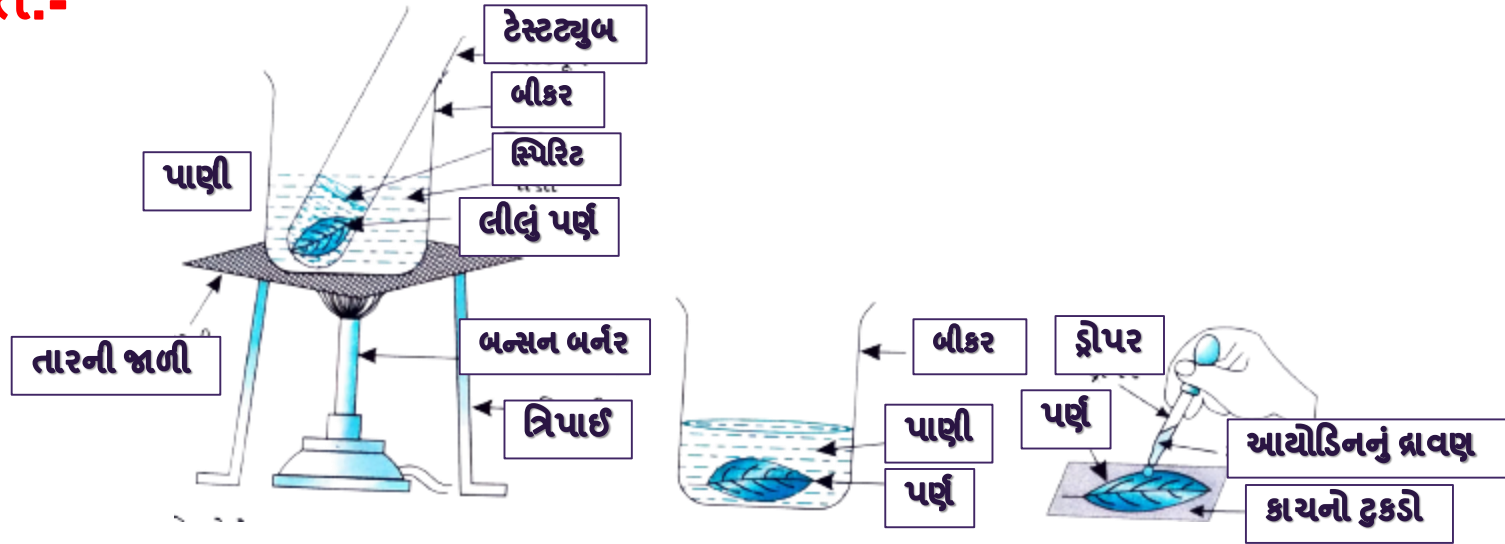 ટેસ્ટટ્યુબ
બીકર
સ્પિરિટ
પાણી
લીલું પર્ણ
તારની જાળી
બન્સન બર્નર
ત્રિપાઈ
બીકર
પાણી
પર્ણ
ડ્રોપર
પર્ણ
આયોડિનનું દ્રાવણ
કાચનો ટુકડો